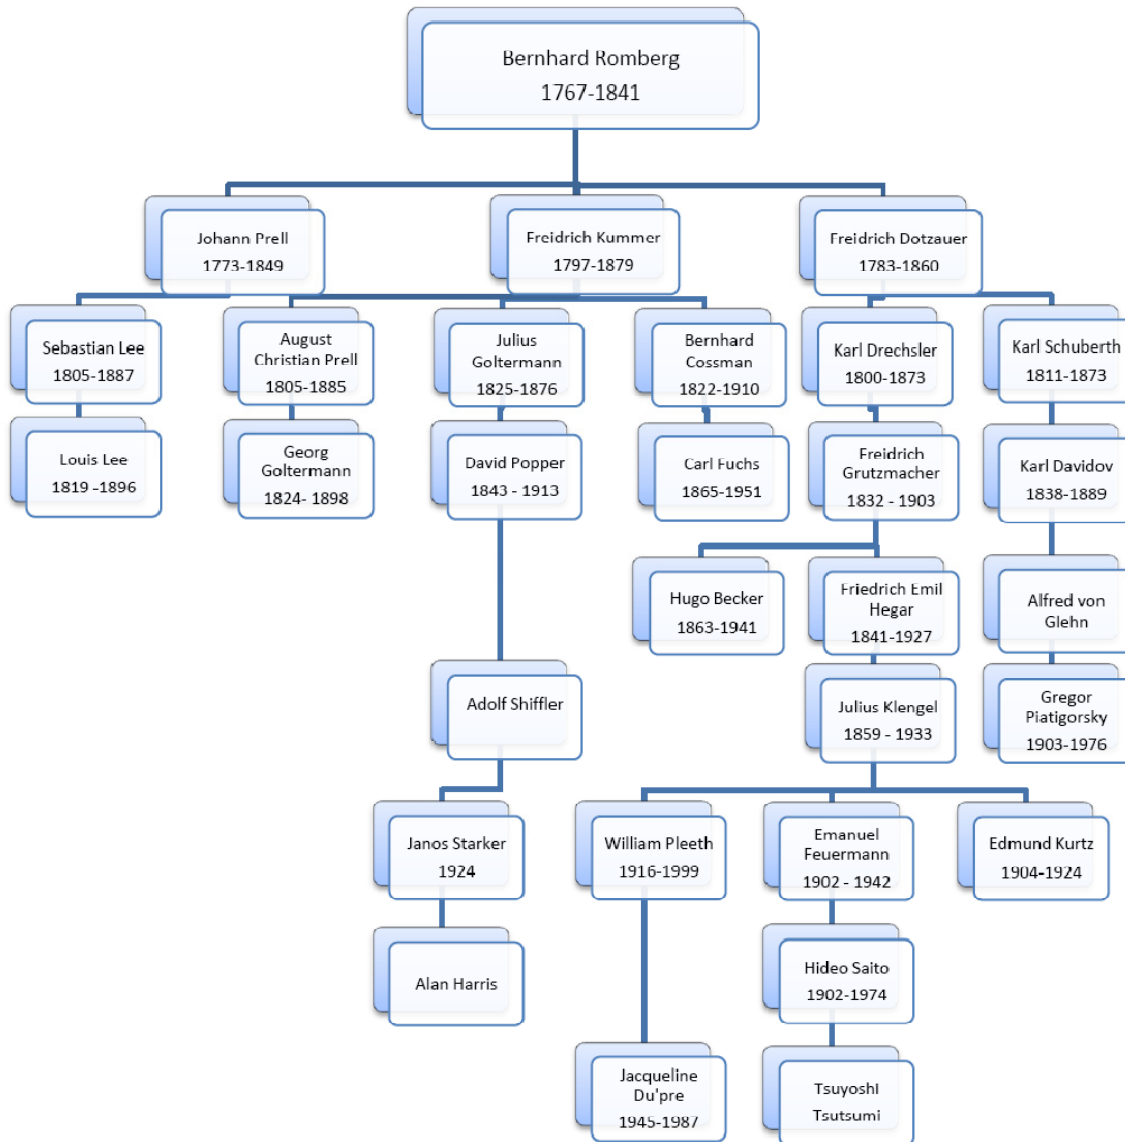 Bernhard Romberg
1767-1841
Johann Prell
1773-1849
Freidrich Kummer
1797-1879
Freidrich Dotzauer
1783-1860
Sebastian Lee
1805-1887
August
Christian Prell
1805-1885
Julius
Goltermann
1825-1876
Bernhard
Cossman
1822-1910
Karl Drechsler
1800-1873
Karl Schuberth
1811-1873
Louis Lee
1819 -1896
Georg
Goltermann
1824- 1898
David Popper
1843 - 1913
Carl Fuchs
1865-1951
Freidrich
Grutzmacher
1832 - 1903
Karl Davidov
1838-1889
Hugo Becker
1863-1941
Friedrich Emil
Hegar
1841-1927
Alfred von
Glehn
Adolf Shiffler
Julius Klengel
1859 - 1933
Gregor
Piatigorsky
1903-1976
Janos Starker
1924
William Pleeth
1916-1999
Emanuel
Feuermann
1902 - 1942
Edmund Kurtz
1904-1924
Alan Harris
Hideo Saito
1902-1974
Jacqueline
Du'pre
1945-1987
Tsuyoshi
Tsutsumi